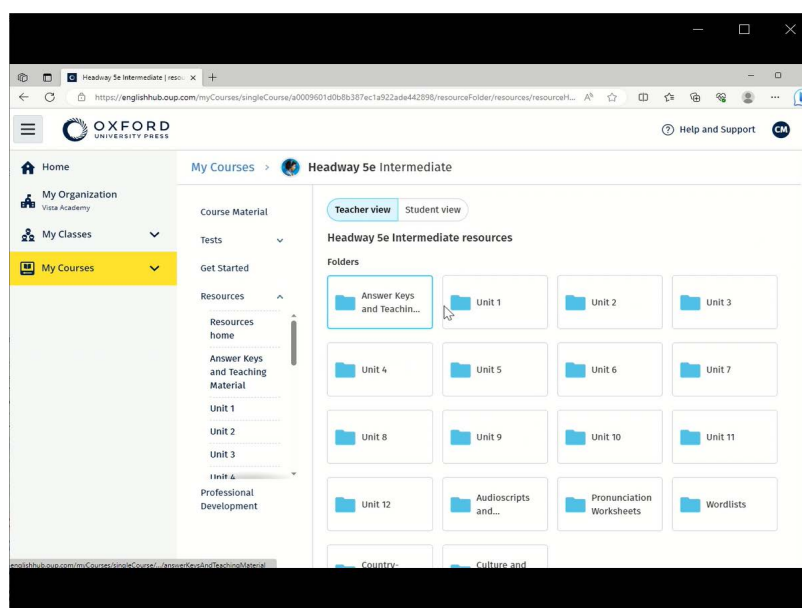 Headway 5e Intermediate | resou
https://englishhub.oup.com/myCourses/singleCourse/a0009601d0b8b387ec1a922ade442898/resourceFolder/resources/resourceH...
OXFORD
UNIVERSITY PRESS
Help and Support
CM
Home
My Organization
Vista Academy
My Classes
My Courses
My Courses > Headway 5e Intermediate
Course Material
Tests
Get Started
Resources
Resources
home
Answer Keys
and Teaching
Material
Unit 1
Unit 2
Unit 3
Unit 4
Professional
Development
Teacher view Student view
Headway 5e Intermediate resources
Folders
Answer Keys
and Teachin...
Unit 1
Unit 2
Unit 3
Unit 4
Unit 5
Unit 6
Unit 7
Unit 8
Unit 9
Unit 10
Unit 11
Unit 12
Audioscripts
and...
Pronunciation
Worksheets
Wordlists
Country-
Culture and
englishhub.oup.com/myCourses/singleCourse/.../answerKeysAndTeachingMaterial